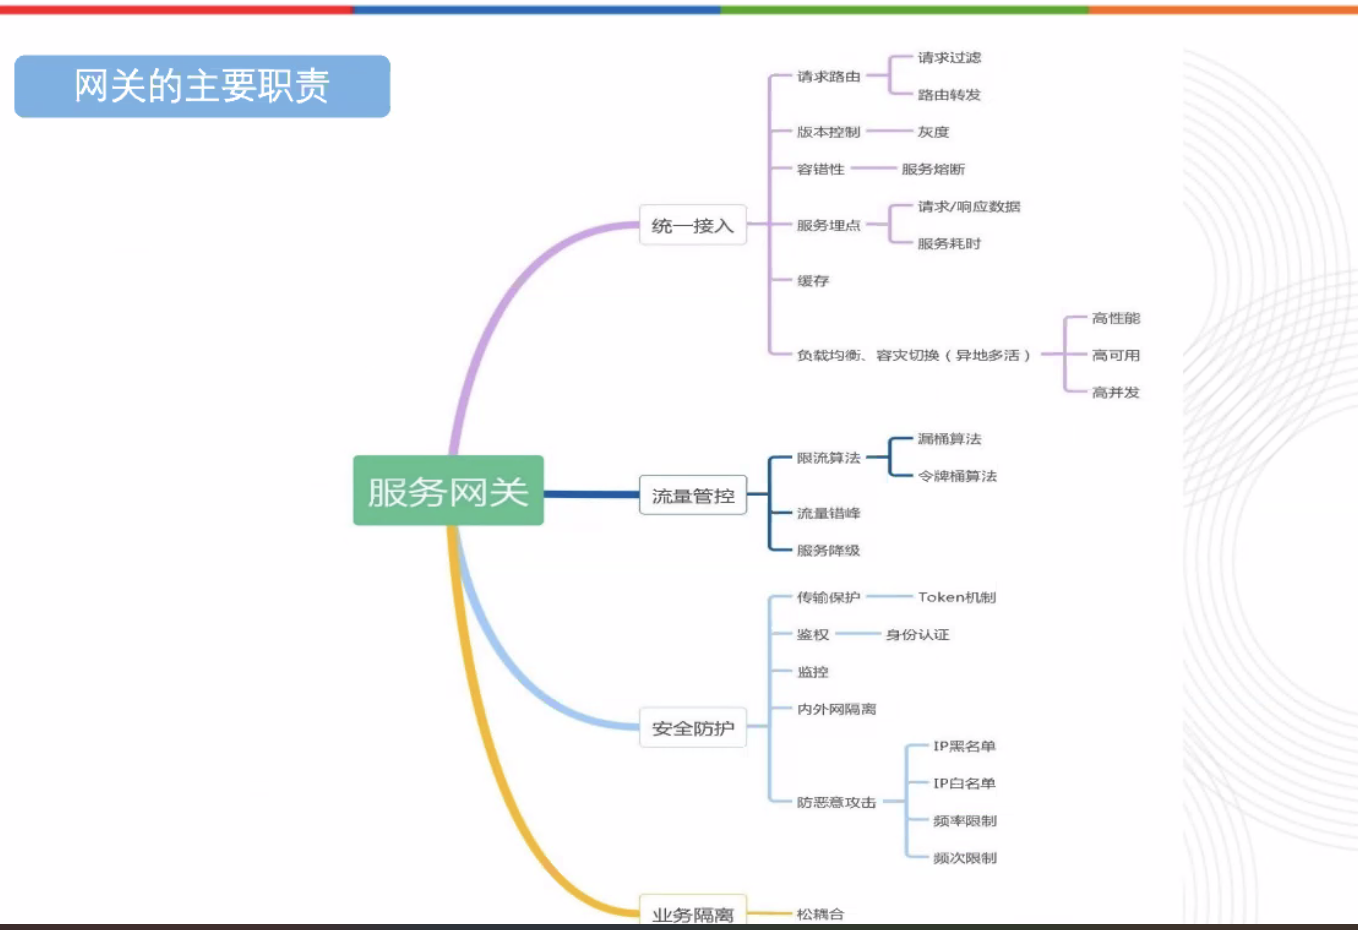 网关的主要职责
服务网关
统一接入
请求路由
请求过滤
路由转发
版本控制
灰度
容错性
服务熔断
服务埋点
请求/响应数据
服务耗时
缓存
负载均衡、容灾切换（异地多活）
高性能
高可用
高并发
流量管控
限流算法
漏桶算法
令牌桶算法
流量错峰
服务降级
安全防护
传输保护
Token机制
鉴权
身份认证
监控
内外网隔离
防恶意攻击
IP黑名单
IP白名单
频率限制
频次限制
业务隔离
松耦合